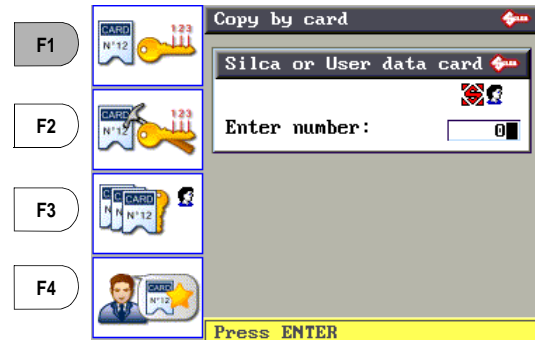 F1
CARD
N°12
123
Copy by card
SILCA
Silca or User data card
Enter number:
0
F2
CARD
N°12
123
F3
CARD
N°12
F4
CARD
N°12
Press ENTER